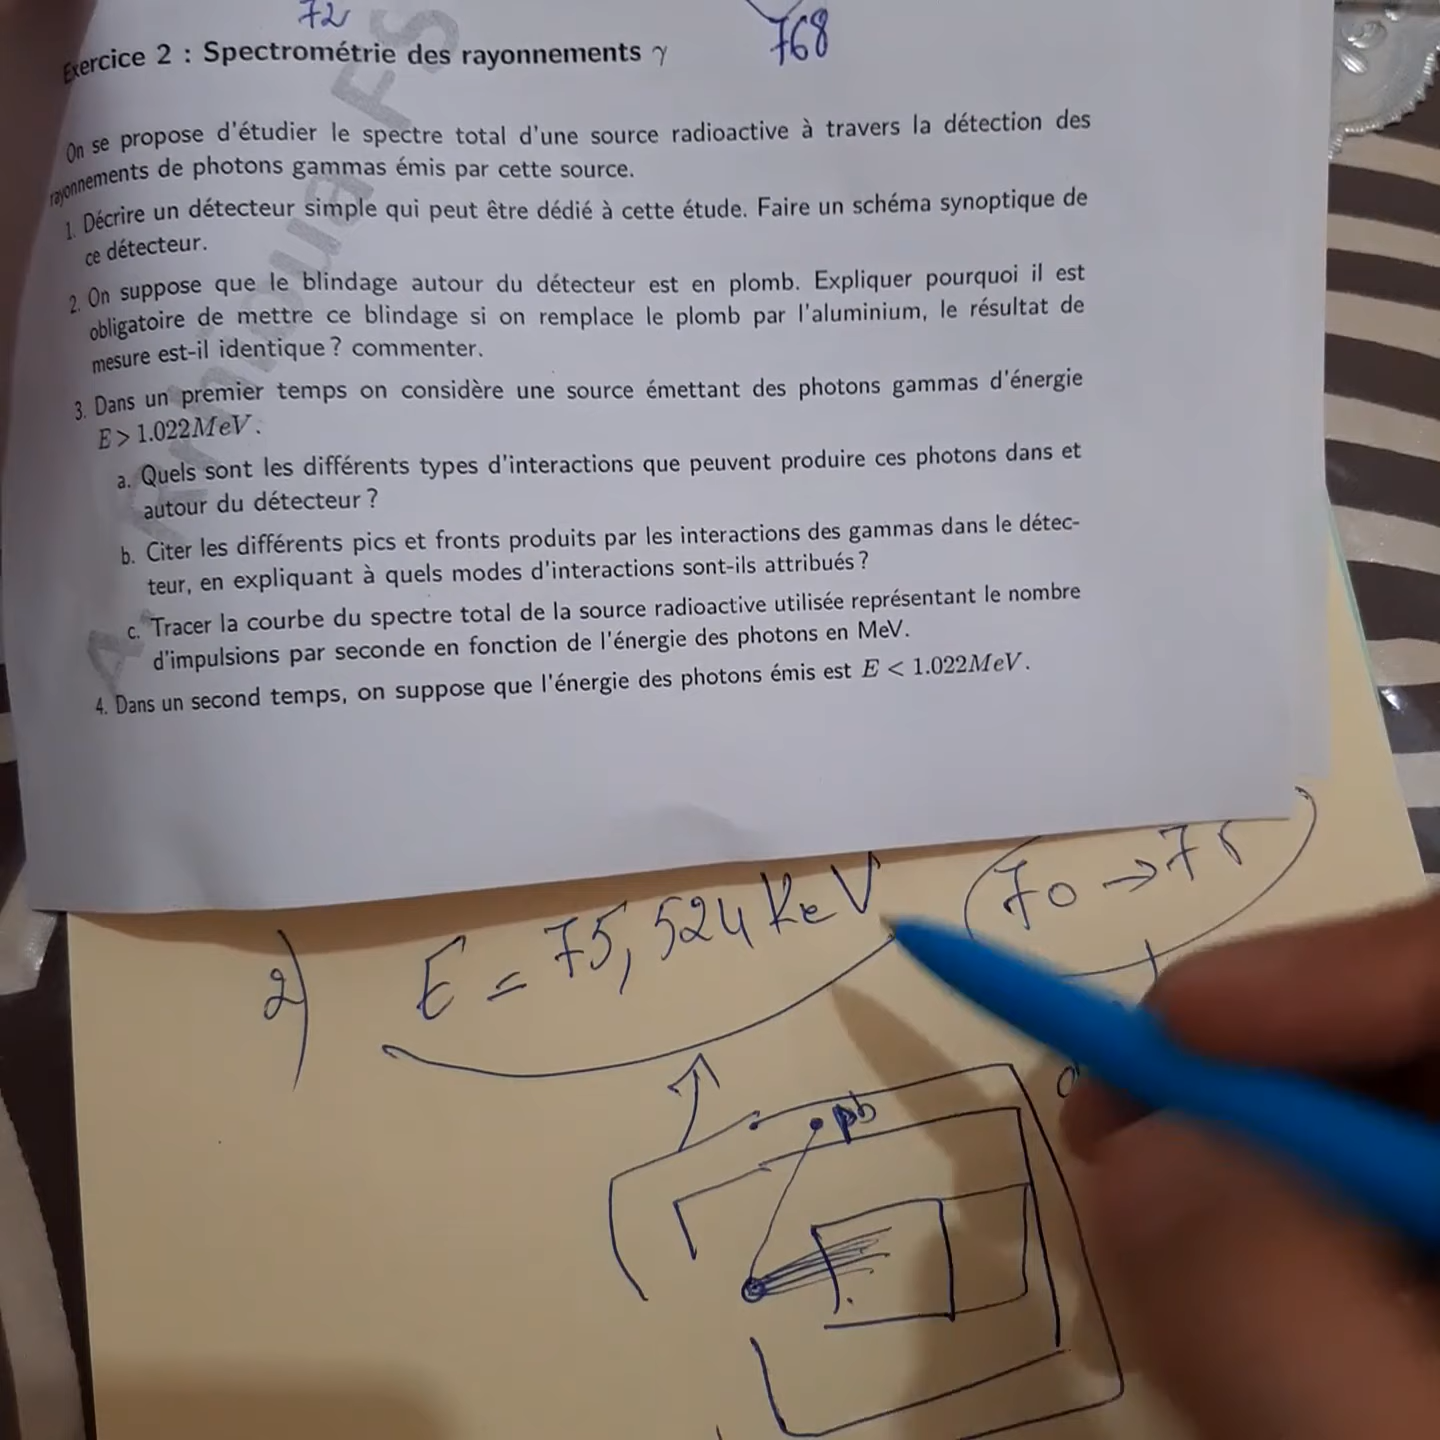 72
768
Exercice 2 : Spectrométrie des rayonnements γ
On se propose d'étudier le spectre total d'une source radioactive à travers la détection des
rayonnements de photons gammas émis par cette source.
1. Décrire un détecteur simple qui peut être dédié à cette étude. Faire un schéma synoptique de
ce détecteur.
2. On suppose que le blindage autour du détecteur est en plomb. Expliquer pourquoi il est
obligatoire de mettre ce blindage si on remplace le plomb par l'aluminium, le résultat de
mesure est-il identique ? commenter.
3. Dans un premier temps on considère une source émettant des photons gammas d'énergie
E > 1.022MeV.
a. Quels sont les différents types d'interactions que peuvent produire ces photons dans et
autour du détecteur ?
b. Citer les différents pics et fronts produits par les interactions des gammas dans le détec-
teur, en expliquant à quels modes d'interactions sont-ils attribués ?
c. Tracer la courbe du spectre total de la source radioactive utilisée représentant le nombre
d'impulsions par seconde en fonction de l'énergie des photons en MeV.
4. Dans un second temps, on suppose que l'énergie des photons émis est E < 1.022MeV.
2) E = 75,524 KeV
70 →
pb